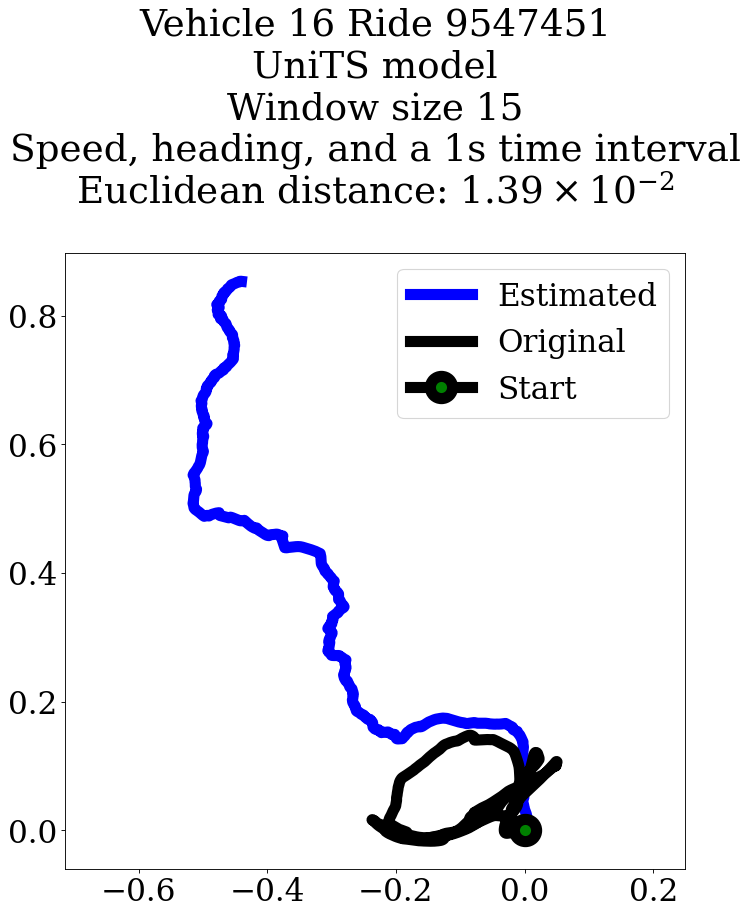 Vehicle 16 Ride 9547451
UniTS model
Window size 15
Speed, heading, and a 1s time interval
Euclidean distance: 1.39 × 10⁻²
Estimated
Original
Start
0.8
0.6
0.4
0.2
0.0
−0.6 −0.4 −0.2 0.0 0.2